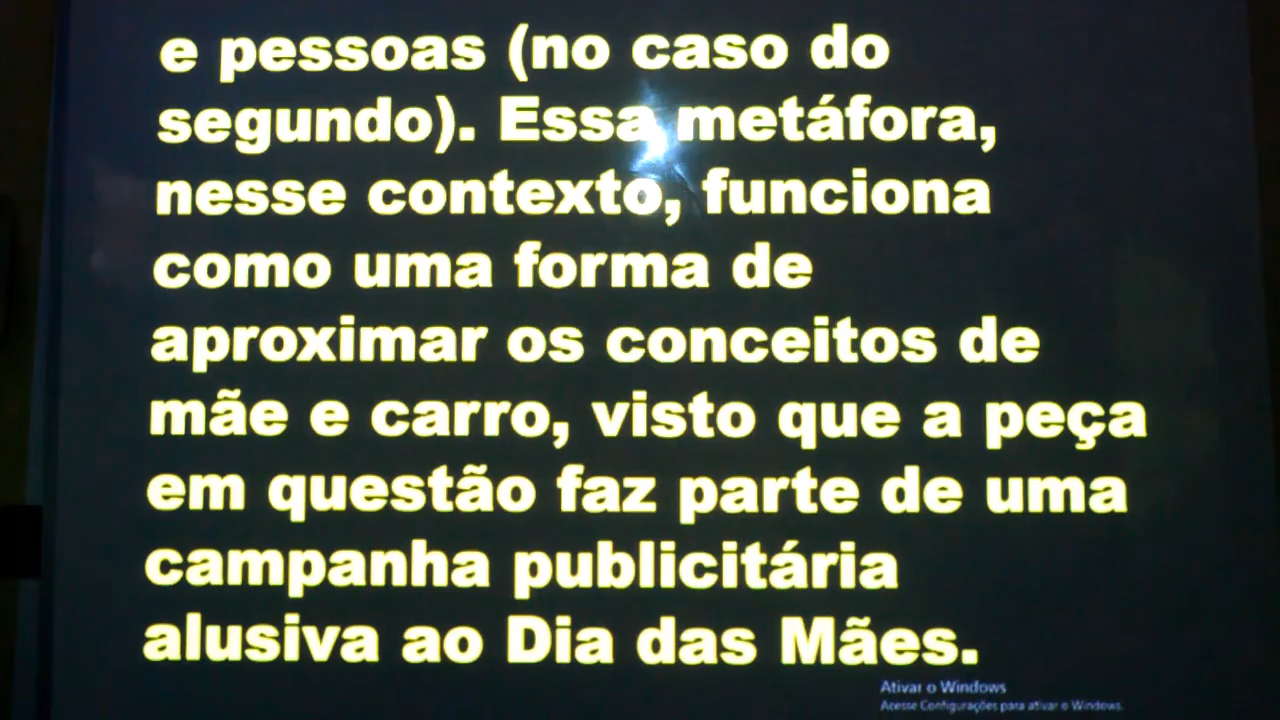 e pessoas (no caso do
segundo). Essa metáfora,
nesse contexto, funciona
como uma forma de
aproximar os conceitos de
mãe e carro, visto que a peça
em questão faz parte de uma
campanha publicitária
alusiva ao Dia das Mães.
Ativar o Windows
Acesse Configurações para ativar o Windows.